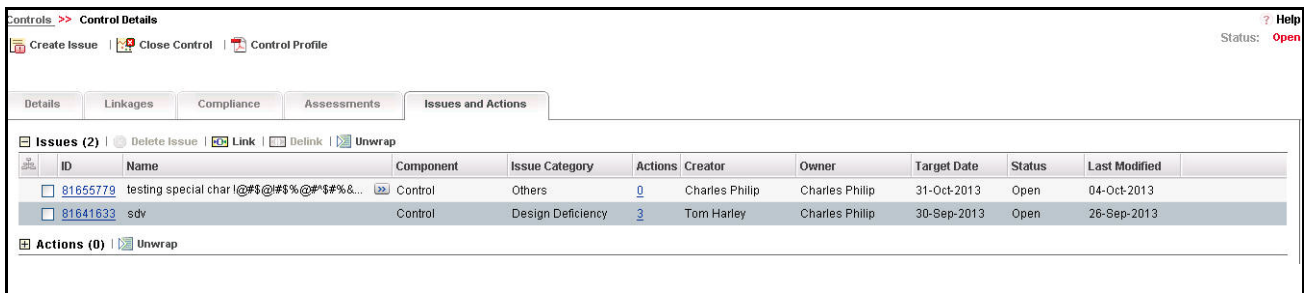 Controls >> Control Details
? Help
Create Issue | Close Control | Control Profile
Status: Open
Details Linkages Compliance Assessments Issues and Actions
Issues (2) | Delete Issue | Link | Delink | Unwrap
ID Name Component Issue Category Actions Creator Owner Target Date Status Last Modified
81655779 testing special char !@#$@!#$%@#^$#%&... >> Control Others 0 Charles Philip Charles Philip 31-Oct-2013 Open 04-Oct-2013
81641633 sdv Control Design Deficiency 3 Tom Harley Charles Philip 30-Sep-2013 Open 26-Sep-2013
Actions (0) | Unwrap